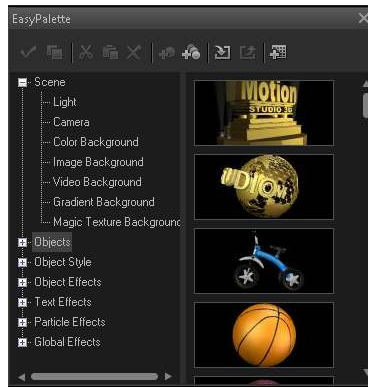 EasyPalette
Scene
Light
Camera
Color Background
Image Background
Video Background
Gradient Background
Magic Texture Background
Objects
Object Style
Object Effects
Text Effects
Particle Effects
Global Effects
Motion
STUDIO 3D